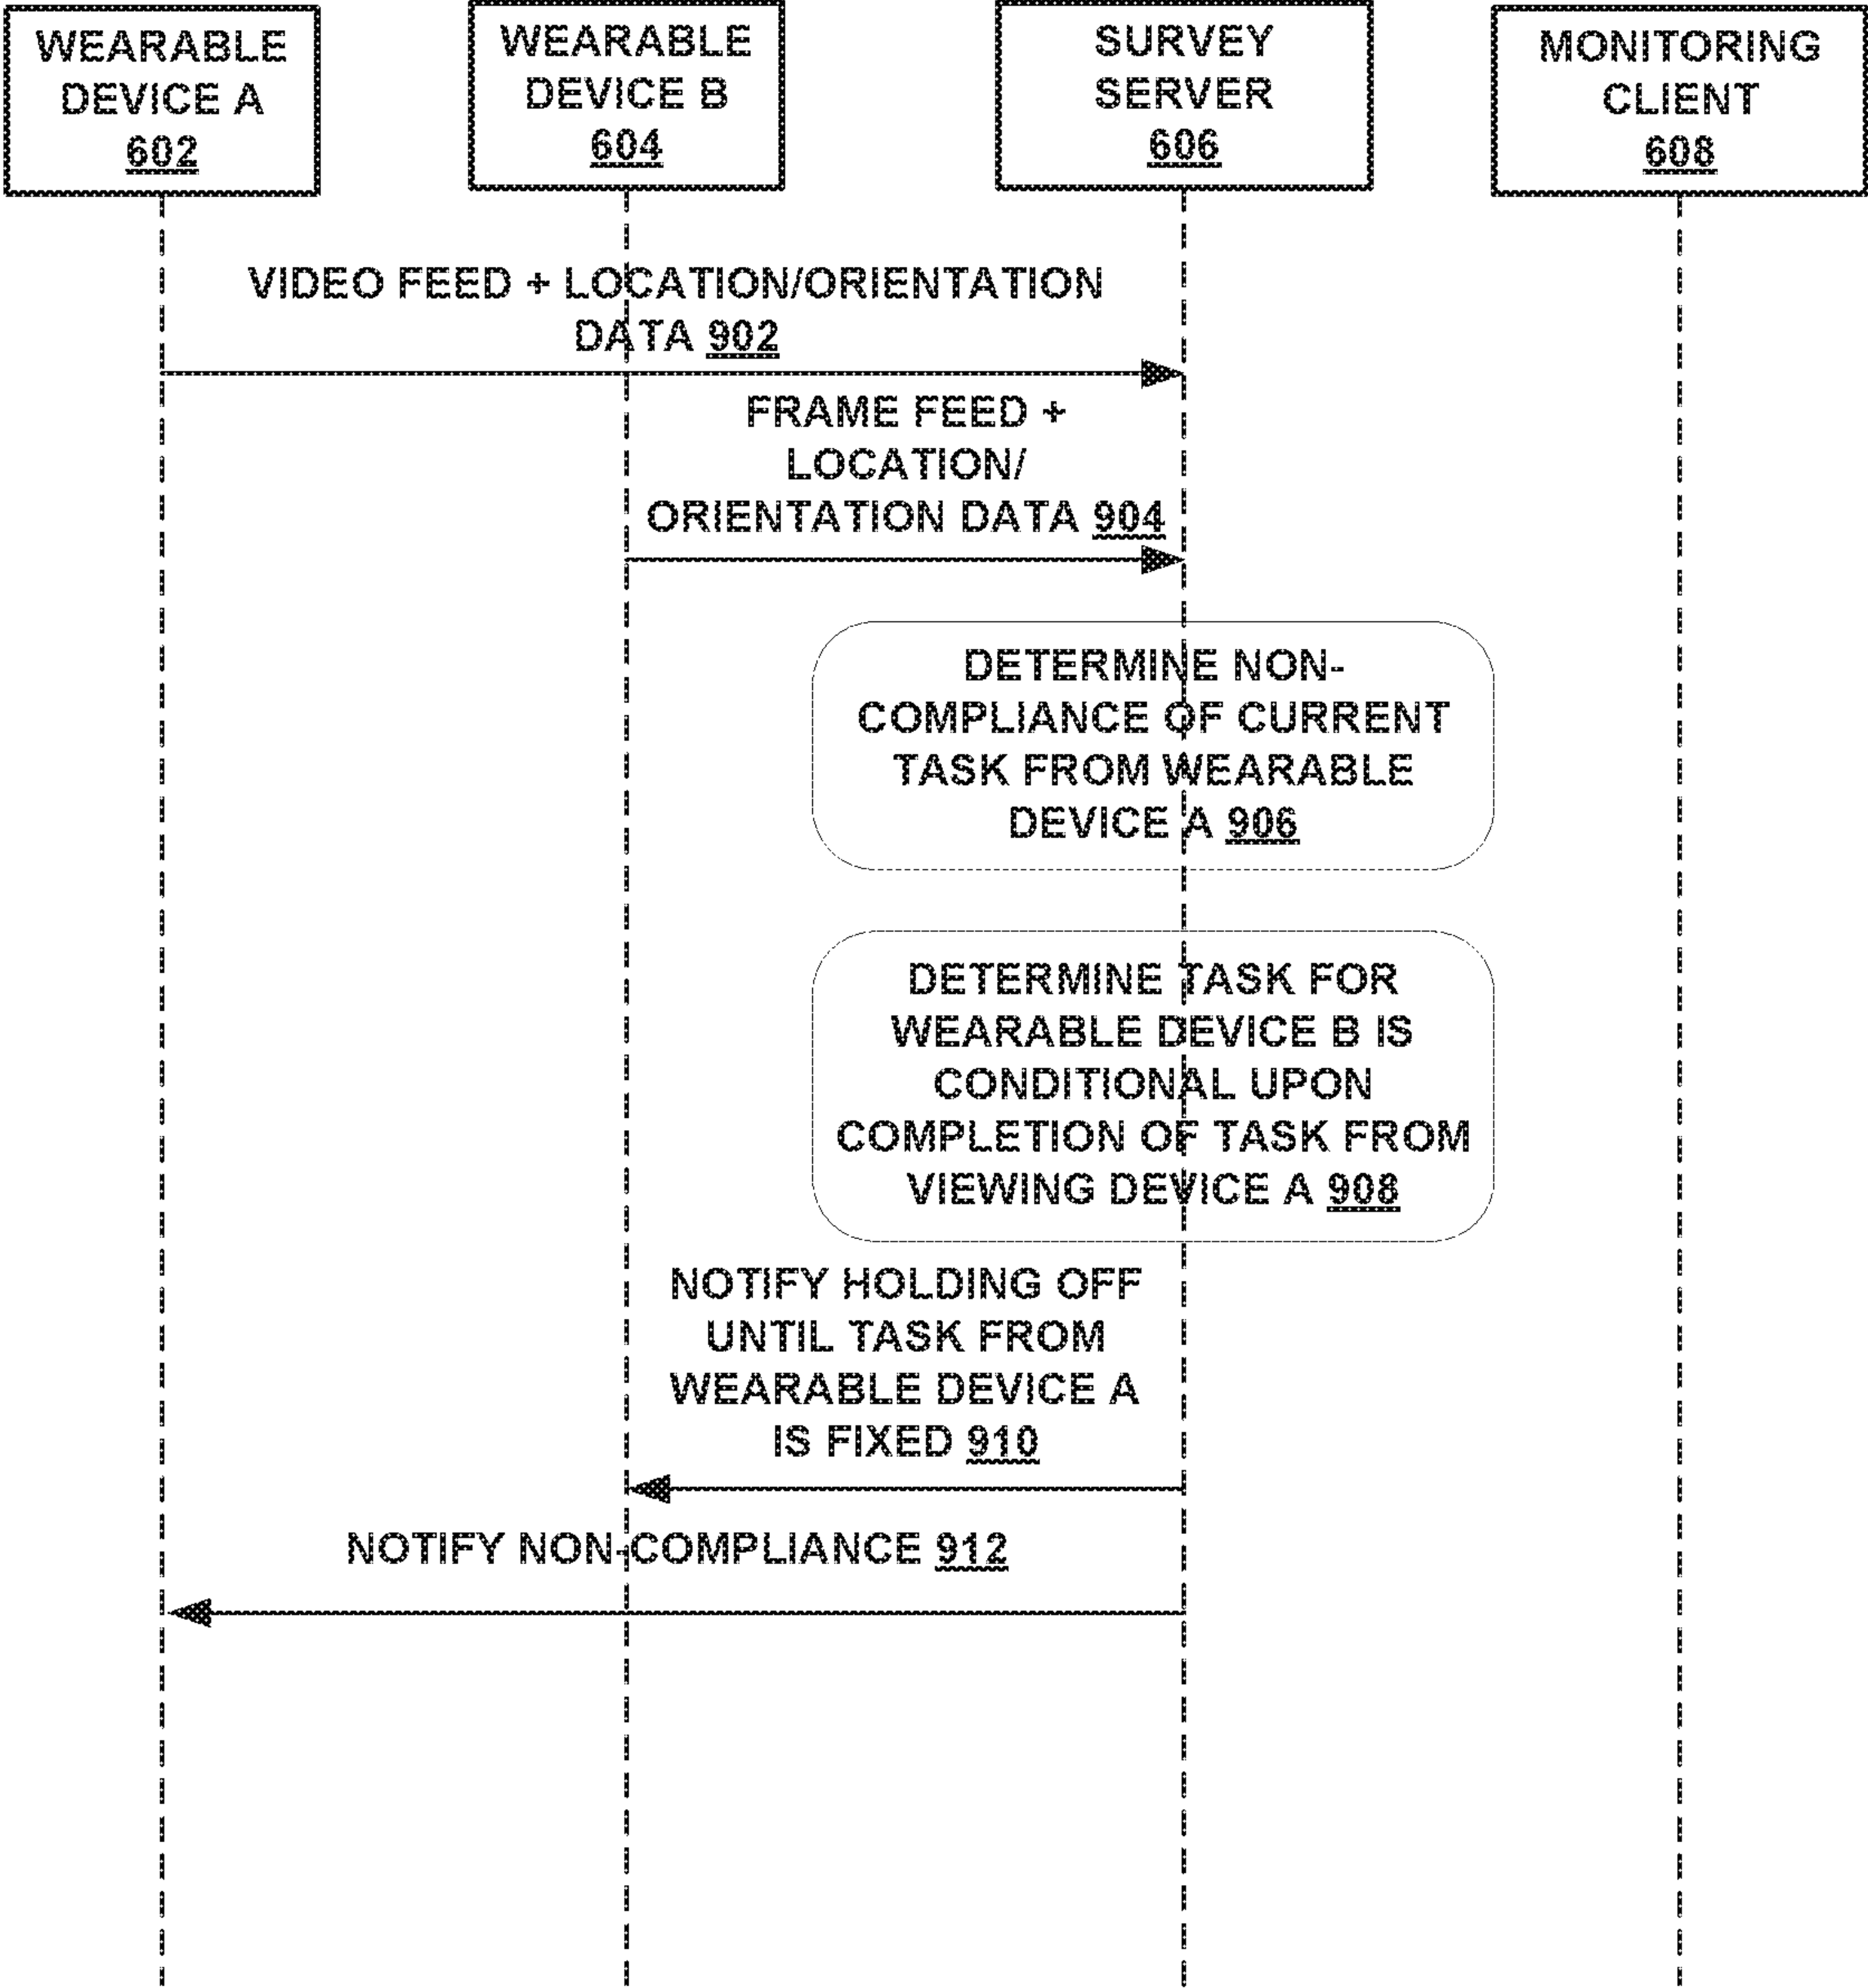 WEARABLE
DEVICE A
602
WEARABLE
DEVICE B
604
SURVEY
SERVER
606
MONITORING
CLIENT
608
VIDEO FEED + LOCATION/ORIENTATION
DATA 902
FRAME FEED +
LOCATION/
ORIENTATION DATA 904
DETERMINE NON-
COMPLIANCE OF CURRENT
TASK FROM WEARABLE
DEVICE A 906
DETERMINE TASK FOR
WEARABLE DEVICE B IS
CONDITIONAL UPON
COMPLETION OF TASK FROM
VIEWING DEVICE A 908
NOTIFY HOLDING OFF
UNTIL TASK FROM
WEARABLE DEVICE A
IS FIXED 910
NOTIFY NON-COMPLIANCE 912